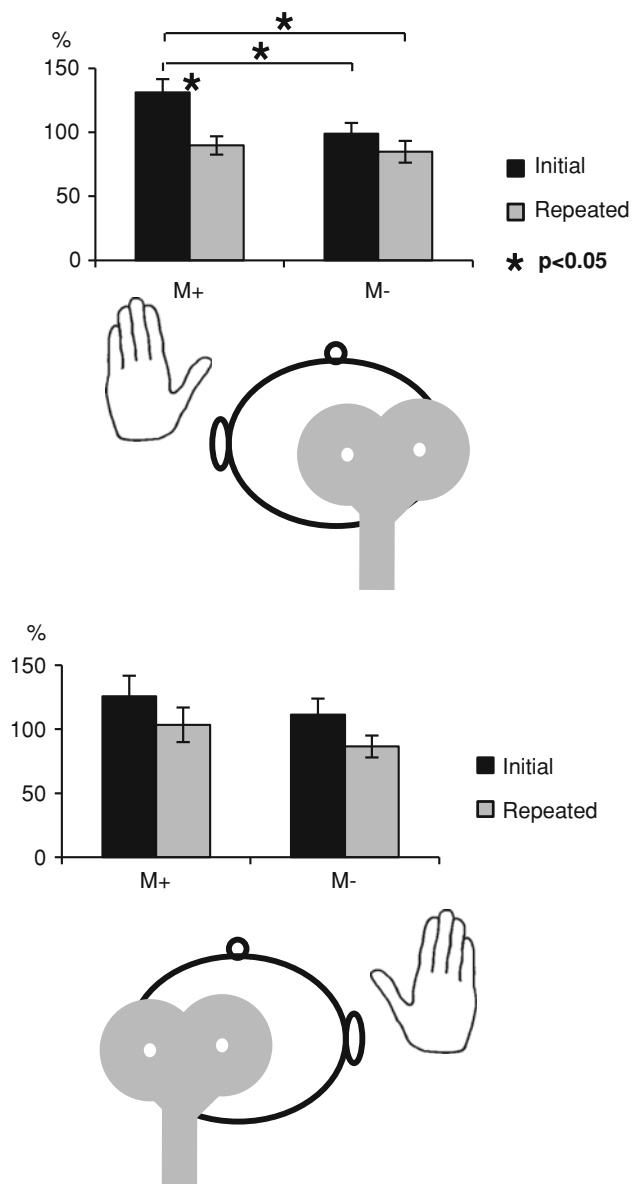 *
%
*
150
*
100
50
0
Initial
Repeated
* p<0.05
M+ M-
%
150
100
50
0
Initial
Repeated
M+ M-